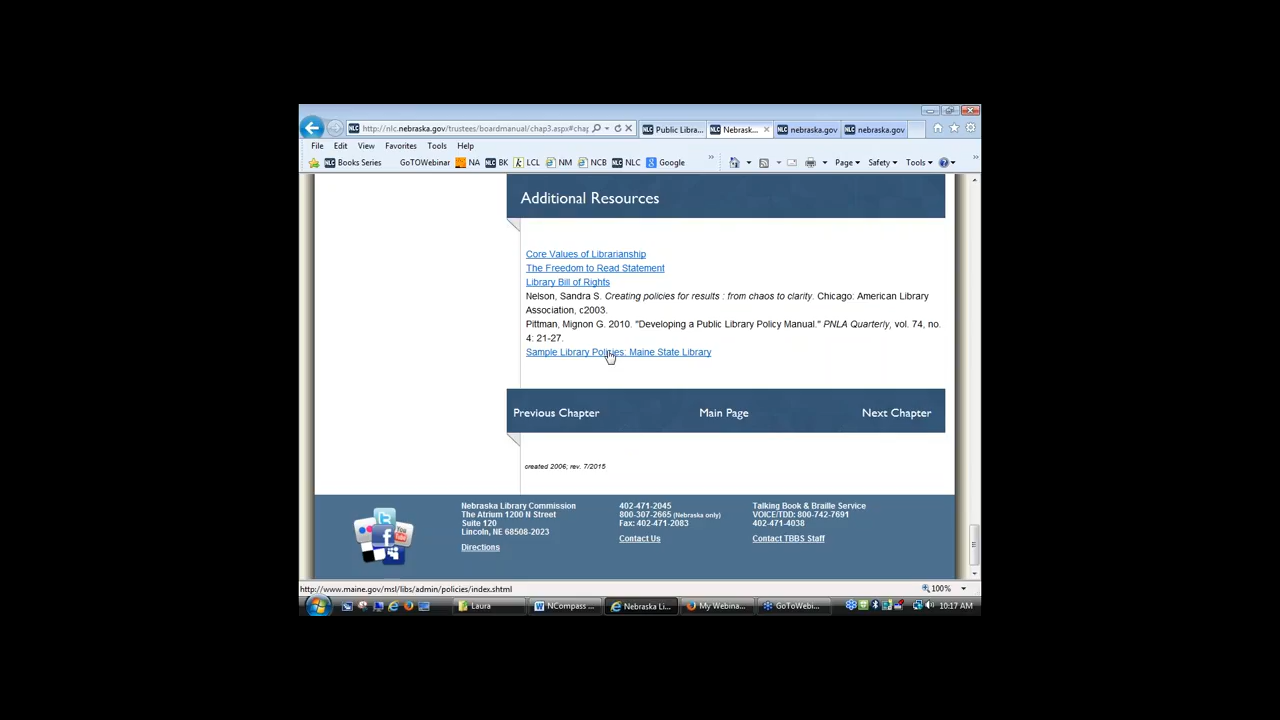 http://nlc.nebraska.gov/trustees/boardmanual/chap3.aspx#chap
Public Libra...
Nebrask...
nebraska.gov
nebraska.gov
File Edit View Favorites Tools Help
Books Series GoTOWebinar NA BK LCL NM NCB NLC Google
Page Safety Tools
Additional Resources
Core Values of Librarianship
The Freedom to Read Statement
Library Bill of Rights
Nelson, Sandra S. Creating policies for results : from chaos to clarity. Chicago: American Library
Association, c2003.
Pittman, Mignon G. 2010. "Developing a Public Library Policy Manual." PNLA Quarterly, vol. 74, no.
4: 21-27.
Sample Library Policies: Maine State Library
Previous Chapter Main Page Next Chapter
created 2006, rev. 7/2015
Nebraska Library Commission
The Atrium 1200 N Street
Suite 120
Lincoln, NE 68508-2023
Directions
402-471-2045
800-307-2665 (Nebraska only)
Fax: 402-471-2083
Contact Us
Talking Book & Braille Service
VOICE/TDD: 800-742-7691
402-471-4038
Contact TBBS Staff
http://www.maine.gov/msl/libs/admin/policies/index.shtml
100%
Laura NCompass ... Nebraska Li... My Webina... GoToWebi... 10:17 AM